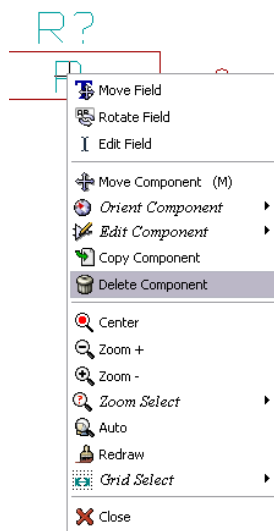 R?
R
Move Field
Rotate Field
Edit Field
Move Component (M)
Orient Component
Edit Component
Copy Component
Delete Component
Center
Zoom +
Zoom -
Zoom Select
Auto
Redraw
Grid Select
Close